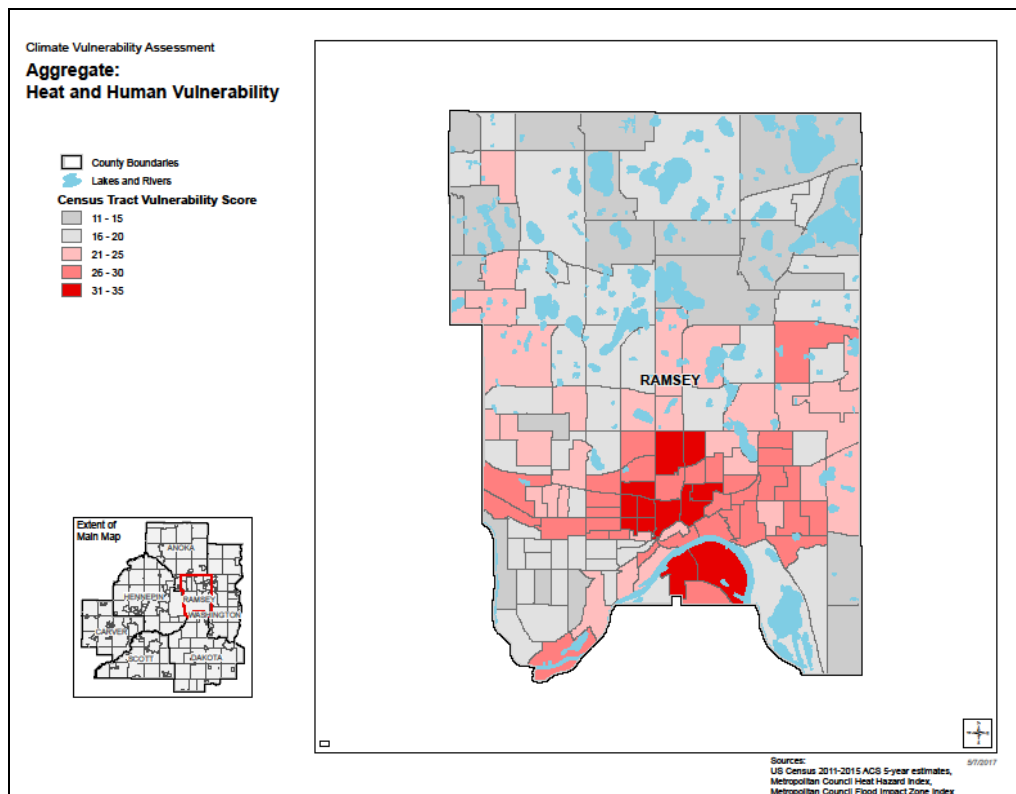 Climate Vulnerability Assessment
Aggregate:
Heat and Human Vulnerability
County Boundaries
Lakes and Rivers
Census Tract Vulnerability Score
11 - 15
16 - 20
21 - 25
26 - 30
31 - 35
RAMSEY
Extent of
Main Map
ANOKA
HENNEPIN
RAMSEY
WASHINGTON
CARVER
SCOTT
DAKOTA
Sources:
US Census 2011-2015 ACS 5-year estimates,
Metropolitan Council Heat Hazard Index,
Metropolitan Council Flood Impact Zone Index
5/7/2017